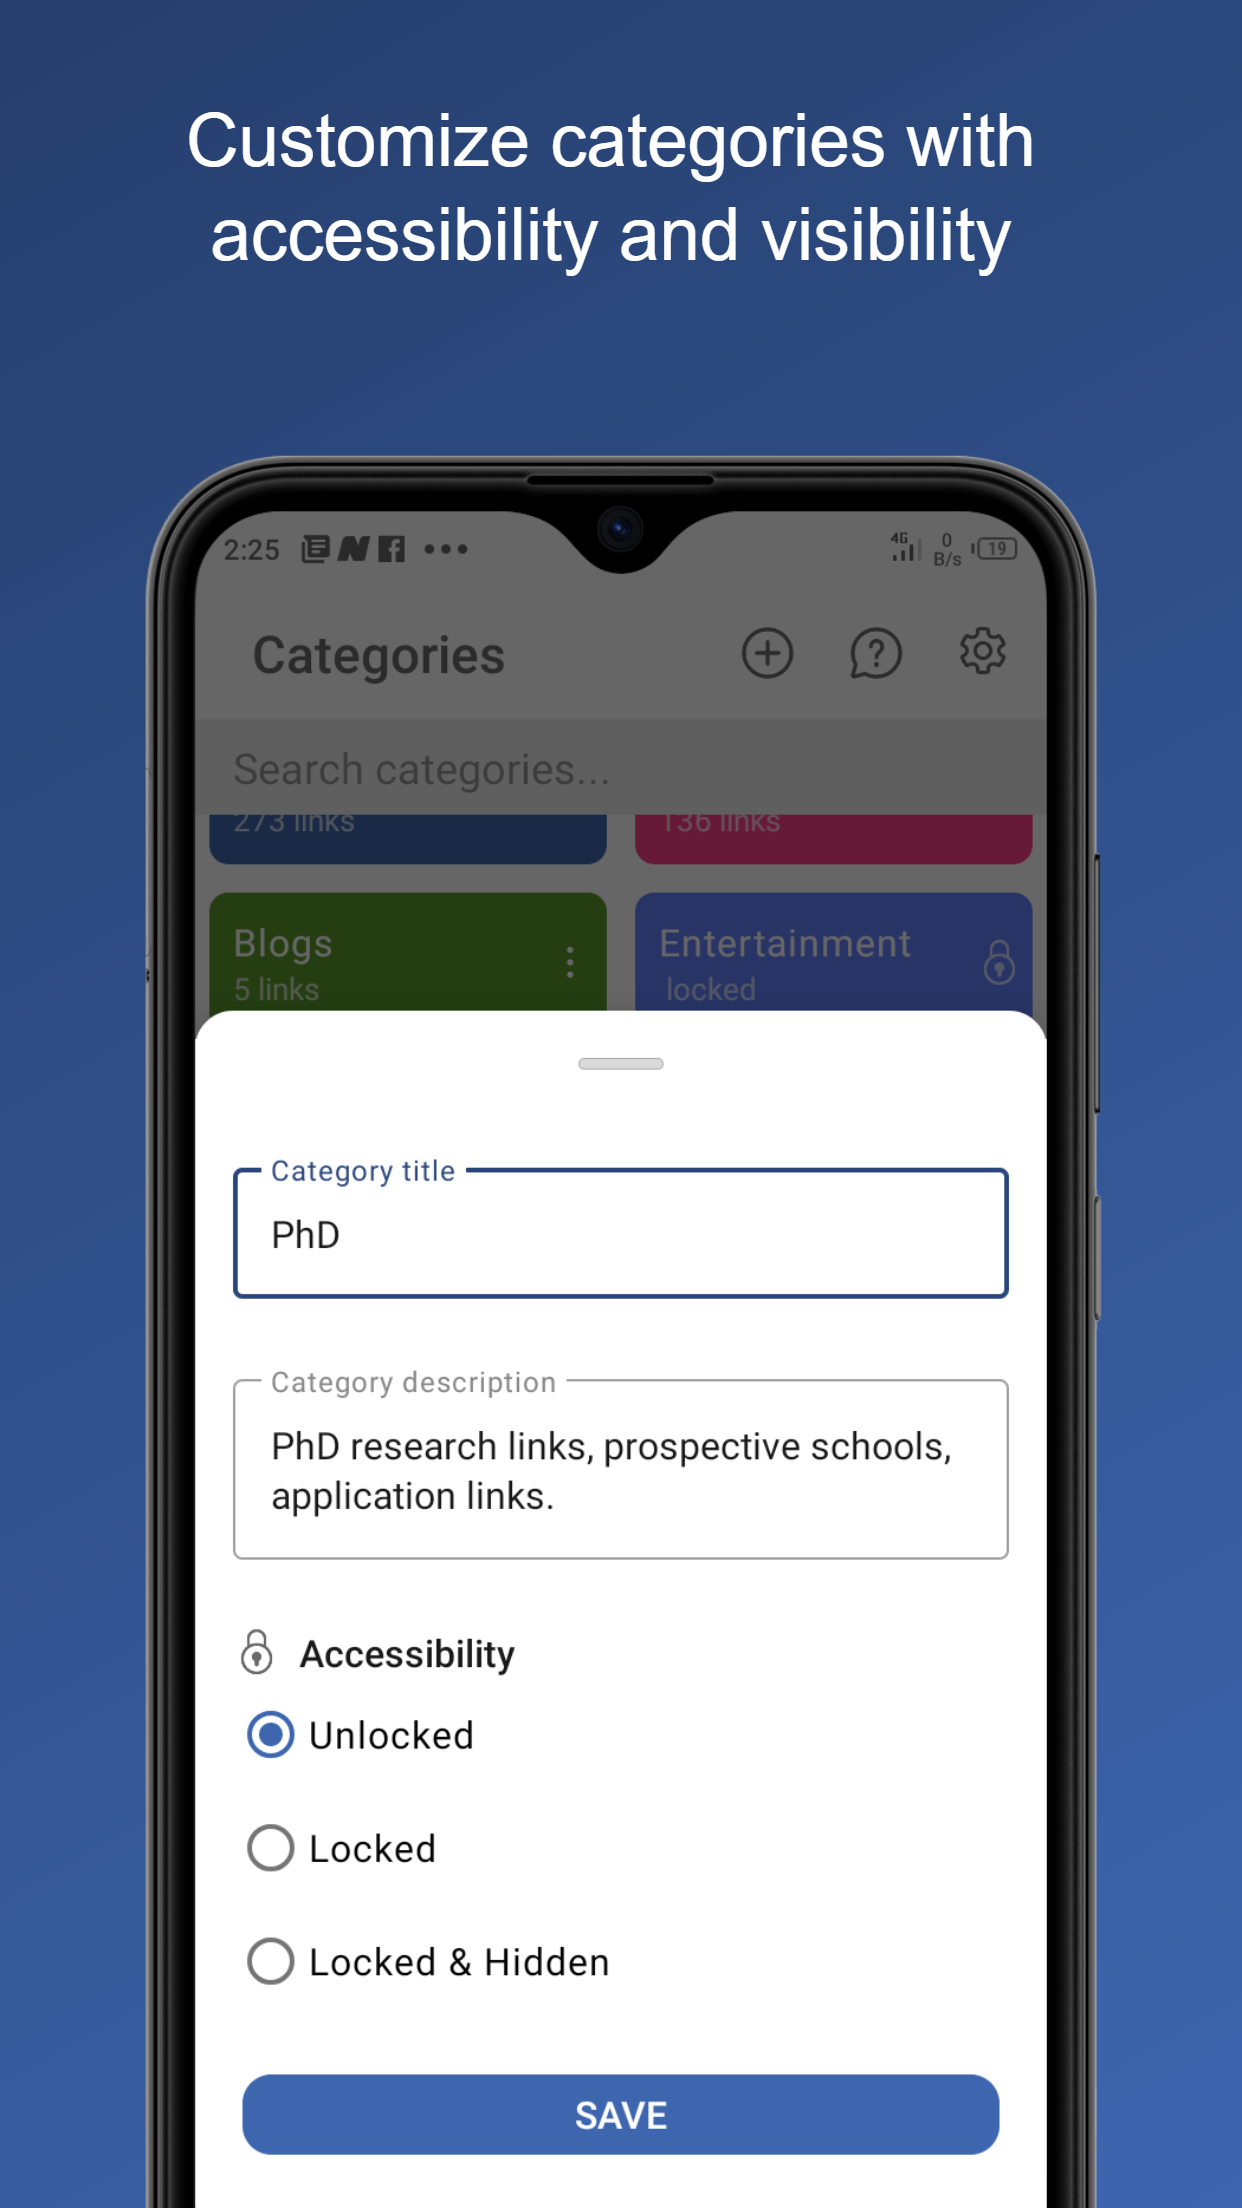 Customize categories with
accessibility and visibility
2:25
4G
0
B/s
19
Categories
Search categories...
273 links
136 links
Blogs
5 links
Entertainment
locked
Category title
PhD
Category description
PhD research links, prospective schools,
application links.
Accessibility
Unlocked
Locked
Locked & Hidden
SAVE